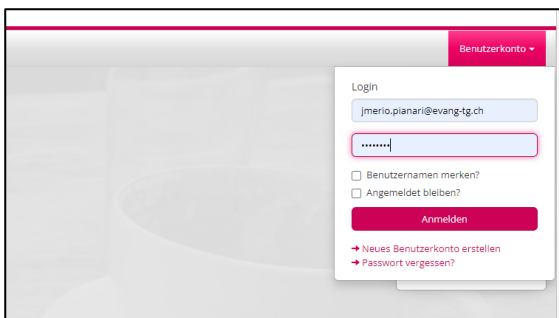 Benutzerkonto
Login
jmerio.pianari@evang-tg.ch
Benutzernamen merken?
Angemeldet bleiben?
Anmelden
➔ Neues Benutzerkonto erstellen
➔ Passwort vergessen?